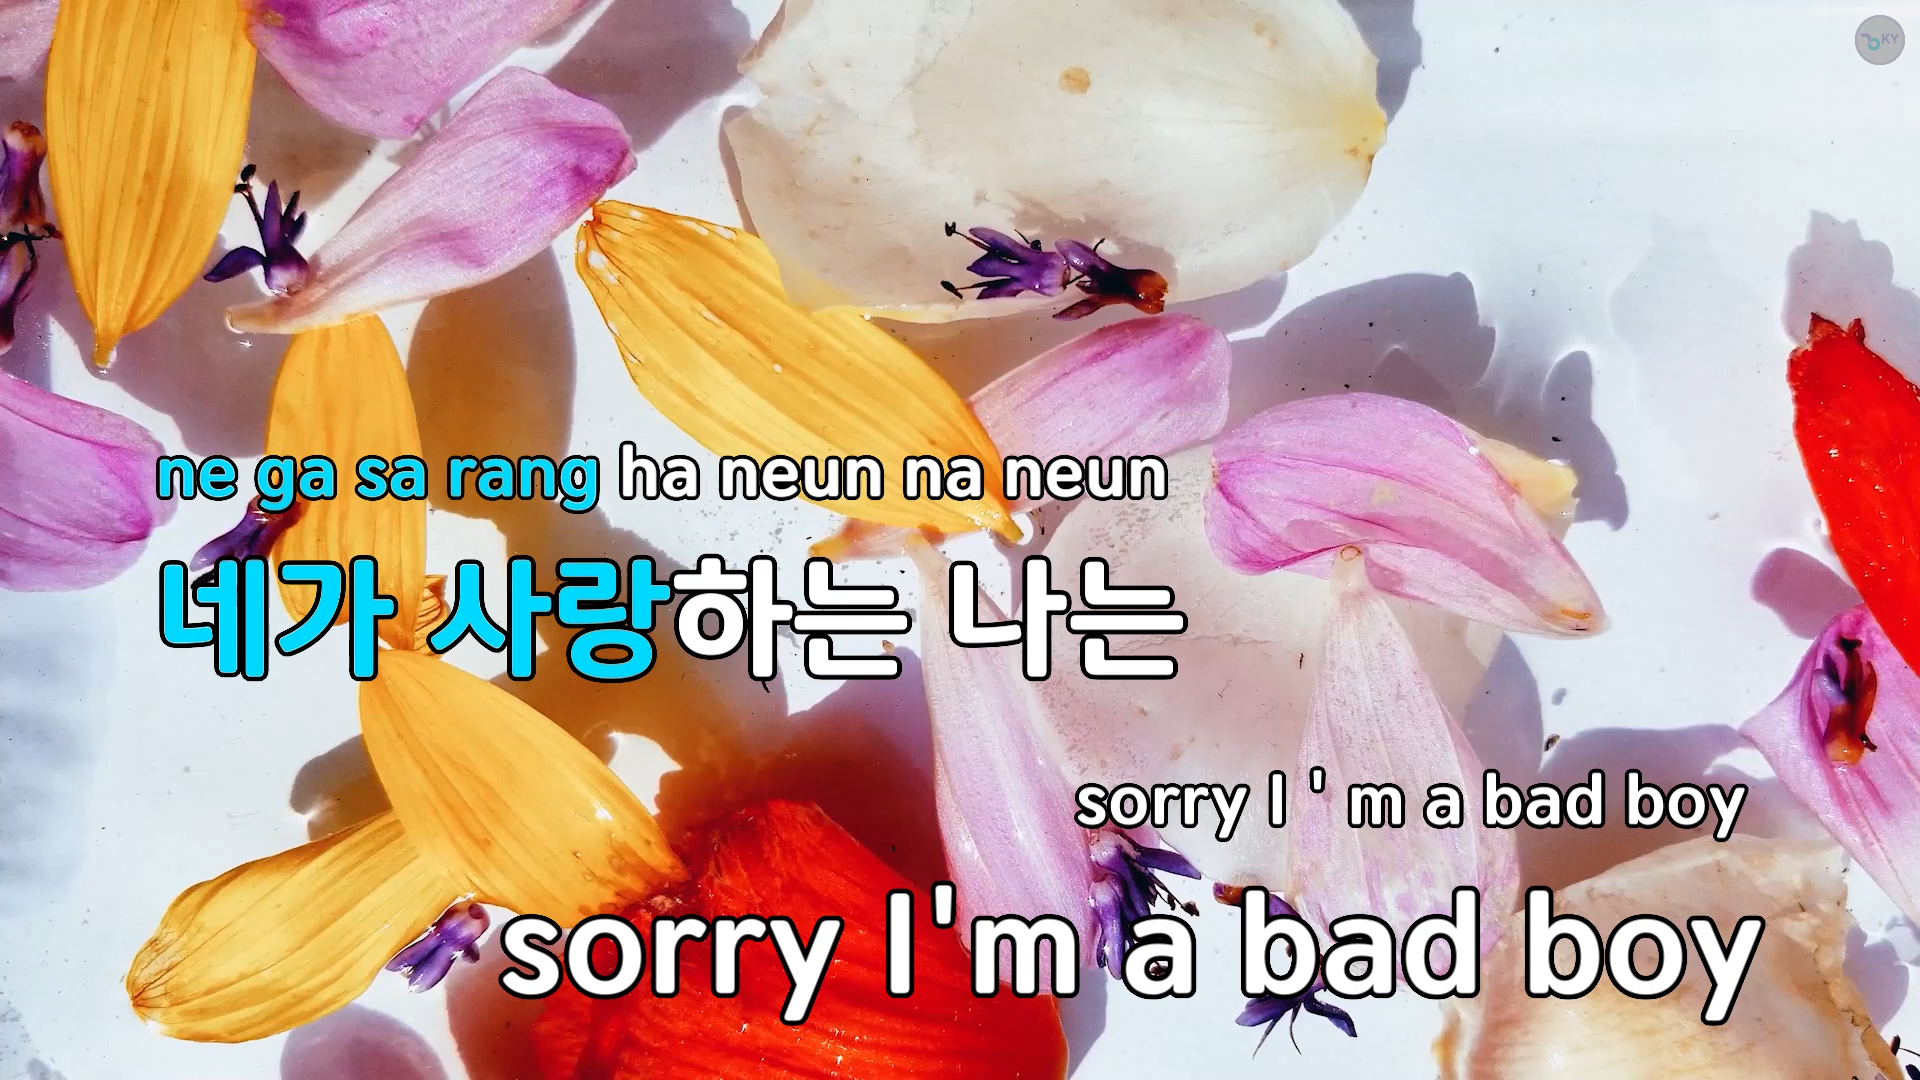 KY
ne ga sa rang ha neun na neun
네가 사랑하는 나는
sorry I ' m a bad boy
sorry I'm a bad boy